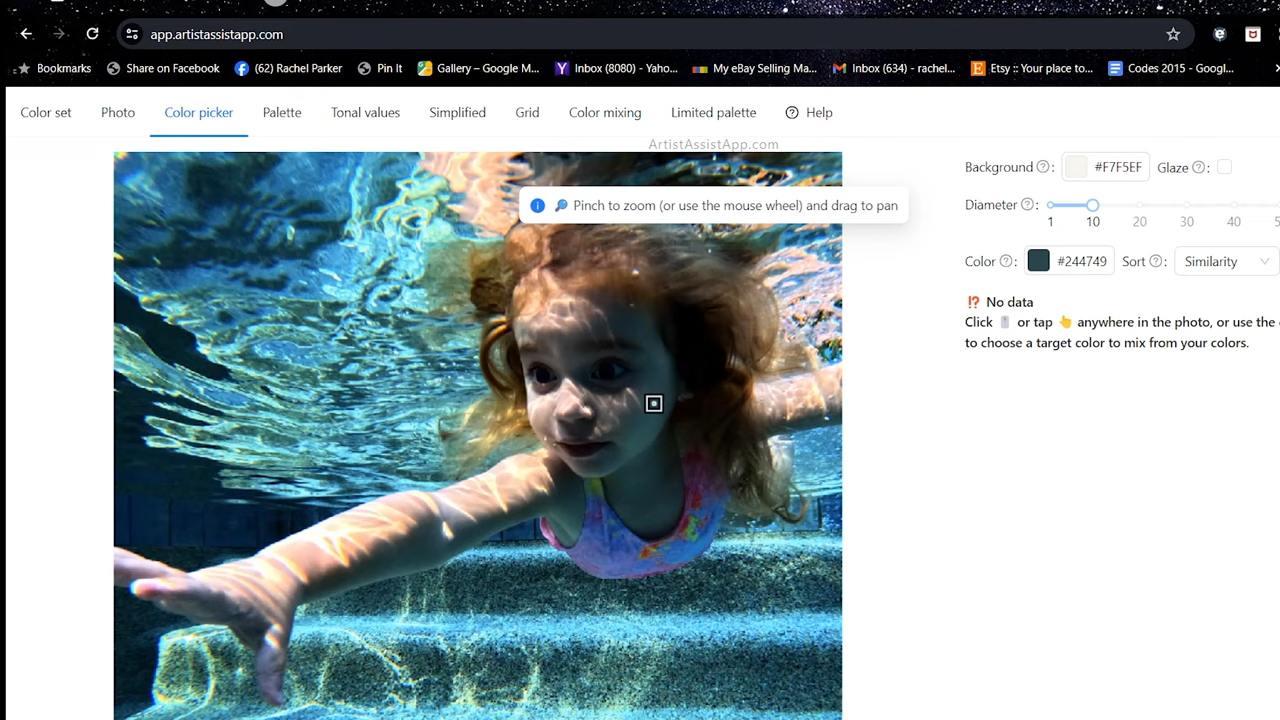 app.artistassistapp.com
Bookmarks Share on Facebook (62) Rachel Parker Pin It Gallery – Google M... Inbox (8080) - Yaho... My eBay Selling Ma... Inbox (634) - rachel... Etsy :: Your place to... Codes 2015 - Googl...
Color set Photo Color picker Palette Tonal values Simplified Grid Color mixing Limited palette Help
ArtistAssistApp.com
Background : #F7F5EF Glaze :
Pinch to zoom (or use the mouse wheel) and drag to pan
Diameter :
1 10 20 30 40
Color : #244749 Sort : Similarity
⁉ No data
Click or tap anywhere in the photo, or use the
to choose a target color to mix from your colors.